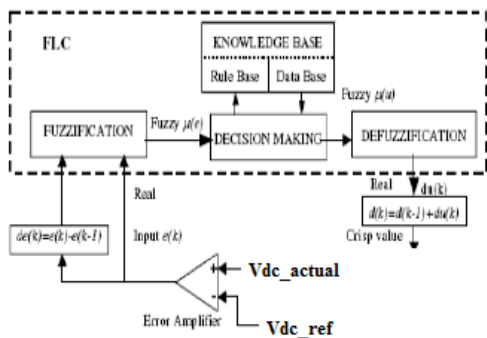 FLC
KNOWLEDGE BASE
Rule Base
Data Base
Fuzzy μ(u)
FUZZIFICATION
Fuzzy μ(e)
DECISION MAKING
DEFUZZIFICATION
Real
Real
du(k)
de(k)=e(k)-e(k-1)
Input e(k)
d(k)=d(k-1)+du(k)
Crisp value
+
Vdc_actual
-
Vdc_ref
Error Amplifier